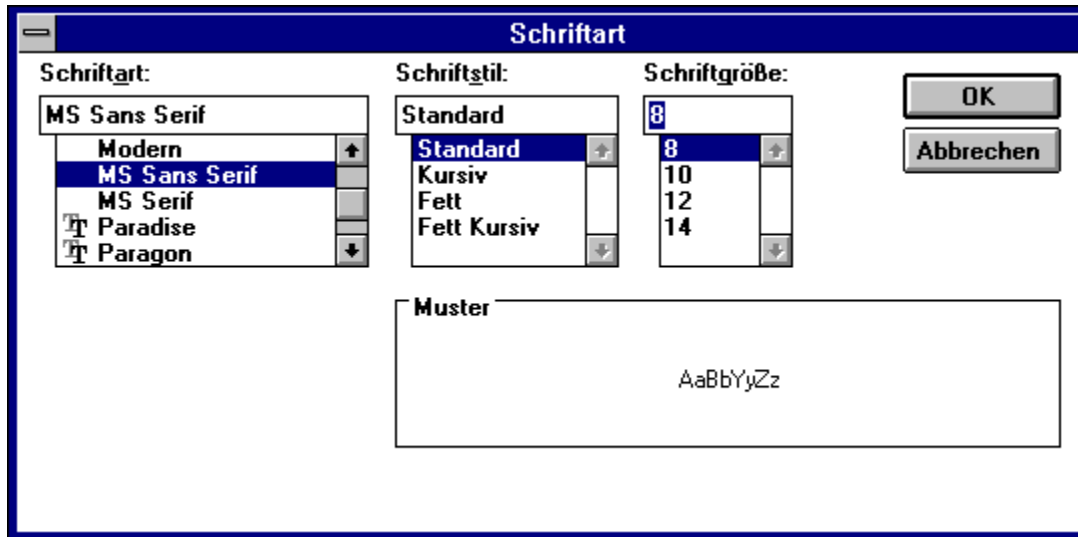 Schriftart
Schriftart: Schriftstil: Schriftgröße:
MS Sans Serif Standard 8 OK
Modern Standard 8
MS Sans Serif Kursiv 10 Abbrechen
MS Serif Fett 12
Paradise Fett Kursiv 14
Paragon
Muster
AaBbYyZz